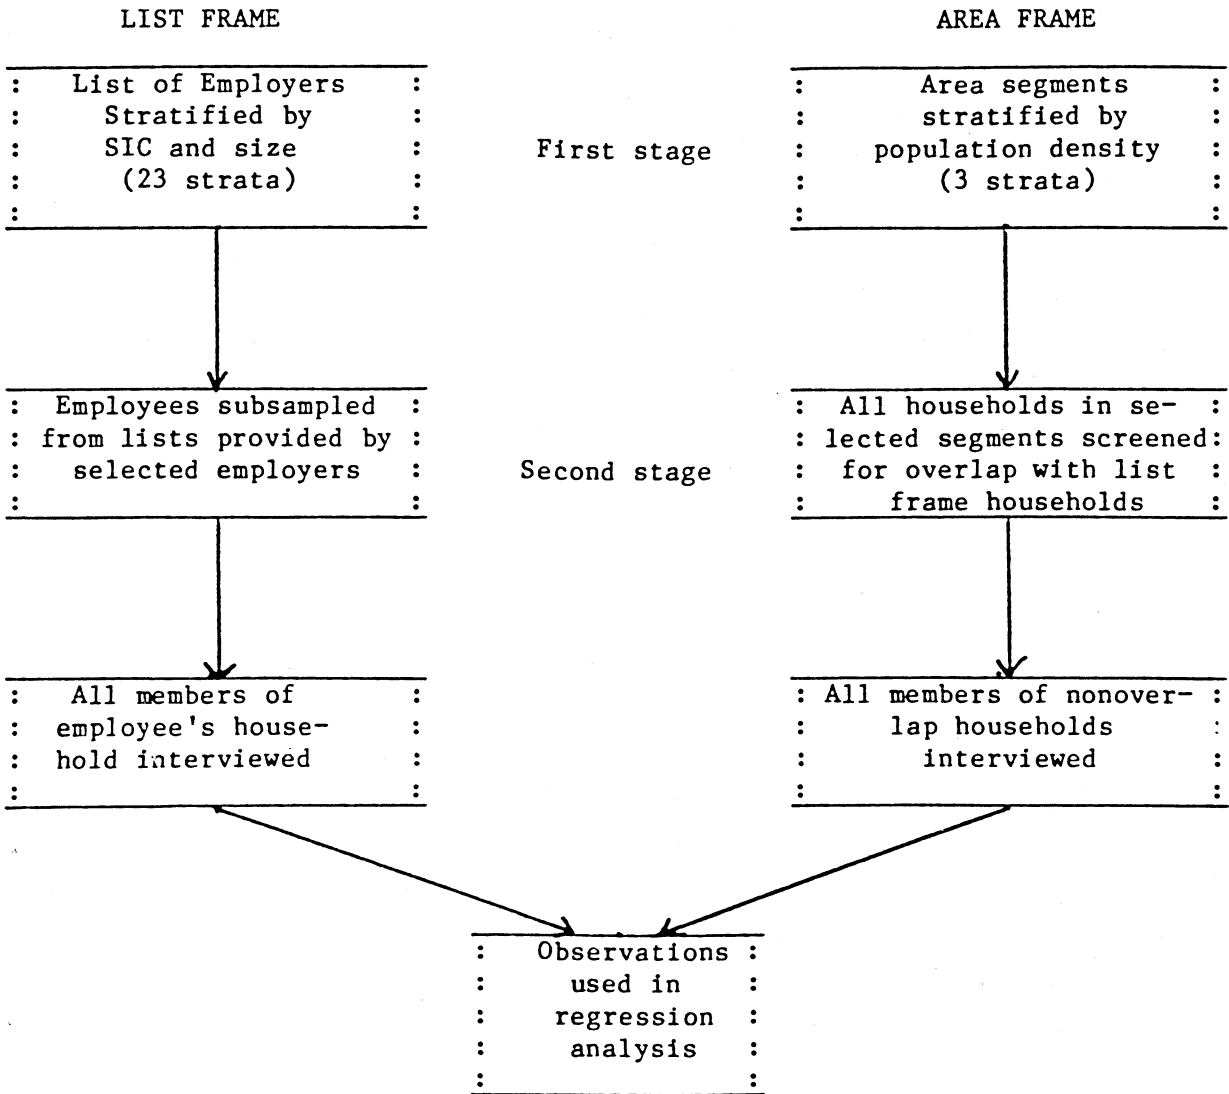 LIST FRAME
AREA FRAME
List of Employers
Stratified by
SIC and size
(23 strata)
First stage
Area segments
stratified by
population density
(3 strata)
Employees subsampled
from lists provided by
selected employers
Second stage
All households in se-
lected segments screened
for overlap with list
frame households
All members of
employee's house-
hold interviewed
All members of nonover-
lap households
interviewed
Observations
used in
regression
analysis